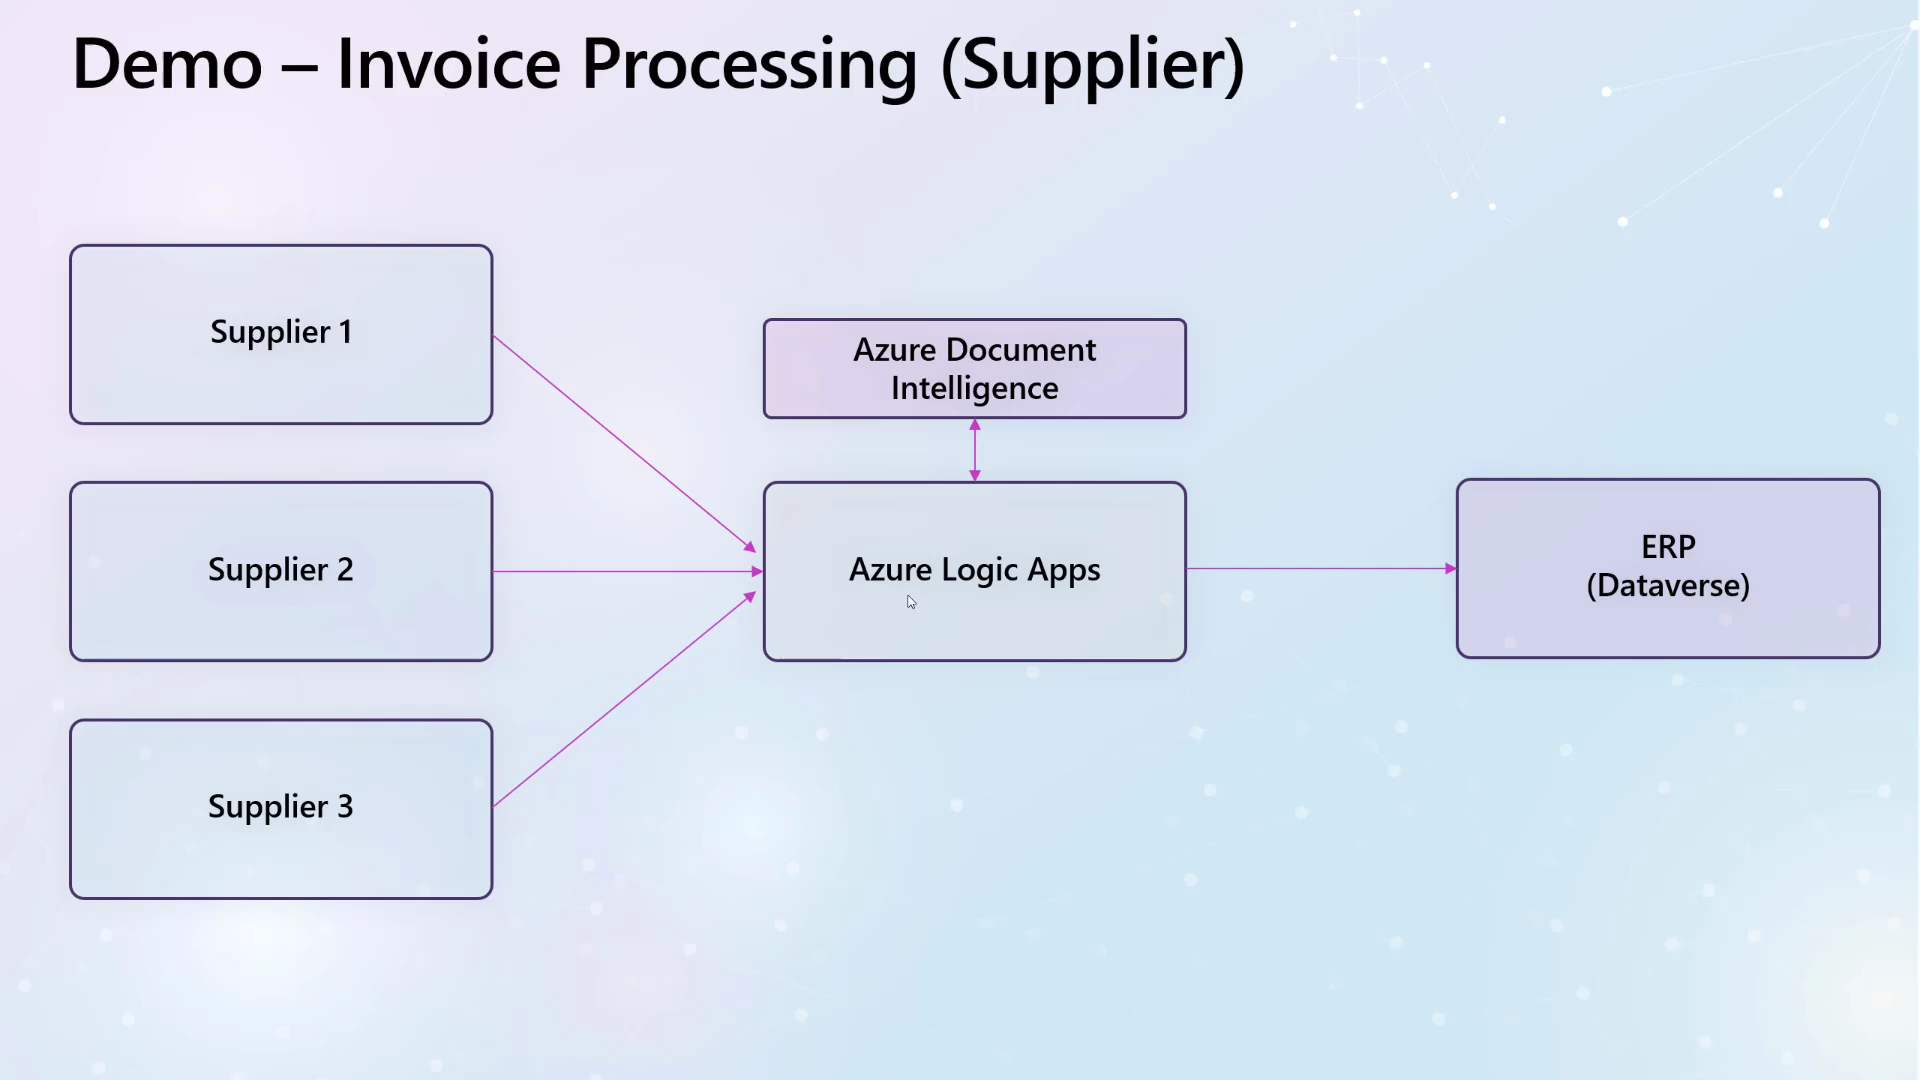 Demo – Invoice Processing (Supplier)
Supplier 1
Azure Document
Intelligence
Supplier 2
Azure Logic Apps
ERP
(Dataverse)
Supplier 3